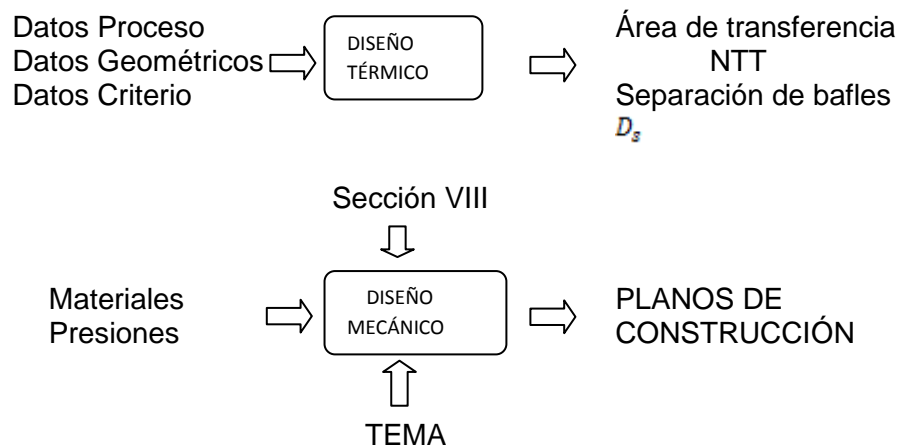 Datos Proceso
Datos Geométricos
Datos Criterio
DISEÑO
TÉRMICO
Área de transferencia
NTT
Separación de bafles
Dₛ
Sección VIII
Materiales
Presiones
DISEÑO
MECÁNICO
PLANOS DE
CONSTRUCCIÓN
TEMA